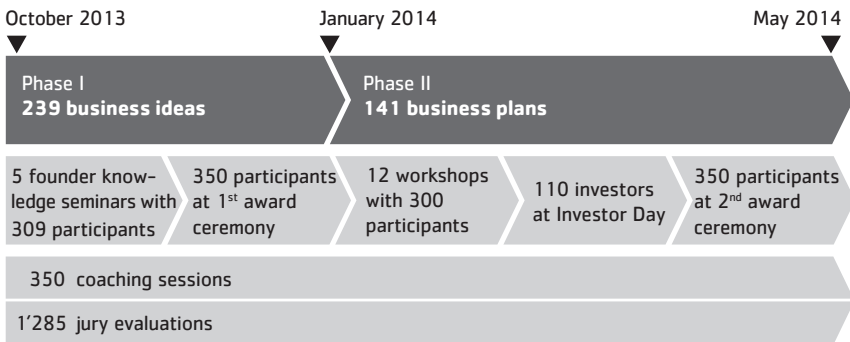 October 2013
January 2014
May 2014
Phase I
239 business ideas
Phase II
141 business plans
5 founder know-
ledge seminars with
309 participants
350 participants
at 1st award
ceremony
12 workshops
with 300
participants
110 investors
at Investor Day
350 participants
at 2nd award
ceremony
350 coaching sessions
1'285 jury evaluations